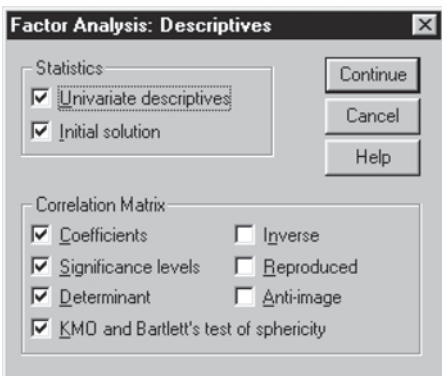 Factor Analysis: Descriptives
Statistics
Univariate descriptives
Initial solution
Continue
Cancel
Help
Correlation Matrix
Coefficients
Inverse
Significance levels
Reproduced
Determinant
Anti-image
KMO and Bartlett's test of sphericity